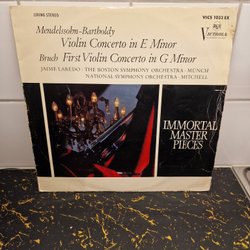 LIVING STEREO
VICS 1033 EX
Mendelssohn-Bartholdy
Violin Concerto in E Minor
VICTROLA
Bruch First Violin Concerto in G Minor
JAIME LAREDO · THE BOSTON SYMPHONY ORCHESTRA · MUNCH
NATIONAL SYMPHONY ORCHESTRA · MITCHELL
IMMORTAL
MASTER
PIECES